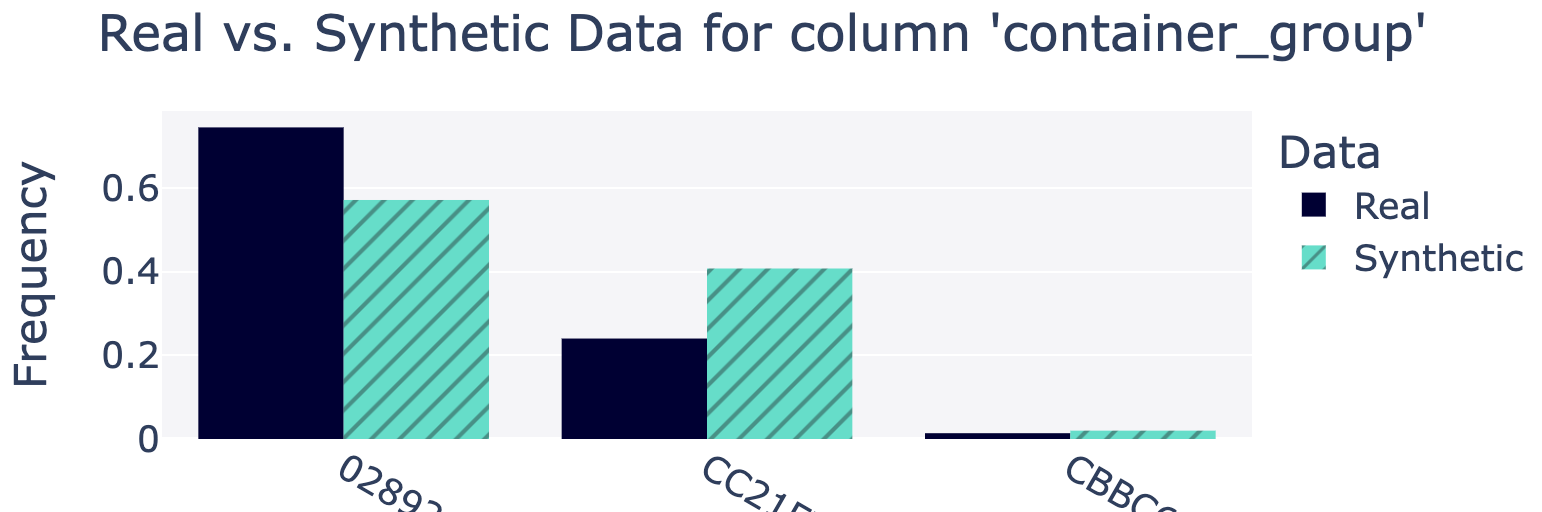 Real vs. Synthetic Data for column 'container_group'
Frequency
0.6
0.4
0.2
0
Data
Real
Synthetic